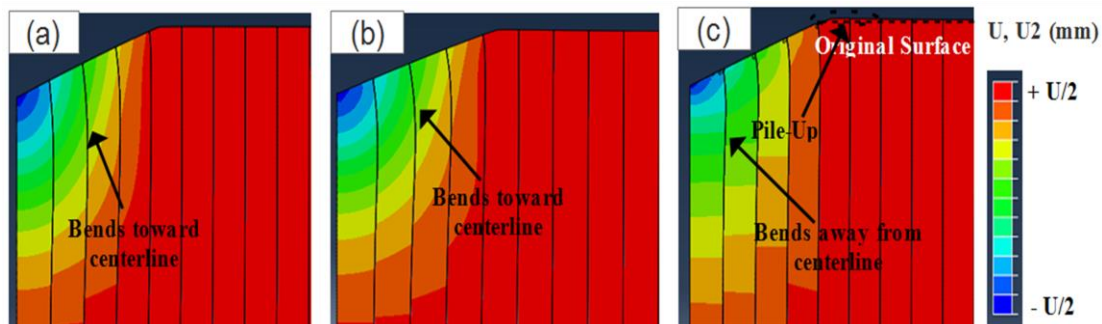 (a)
(b)
(c)
U, U2 (mm)
Original Surface
+ U/2
Pile-Up
Bends toward
centerline
Bends toward
centerline
Bends away from
centerline
- U/2